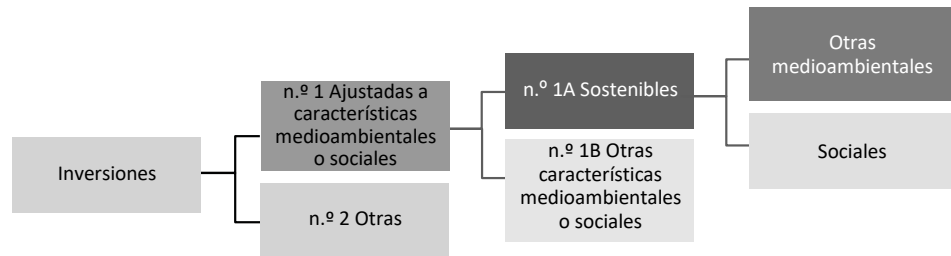 Inversiones
n.º 1 Ajustadas a
características
medioambientales
o sociales
n.º 2 Otras
n.º 1A Sostenibles
n.º 1B Otras
características
medioambientales
o sociales
Otras
medioambientales
Sociales